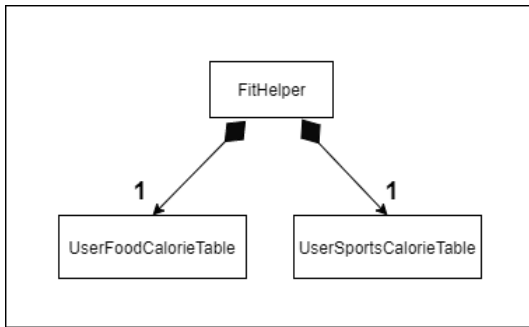 FitHelper
1
1
UserFoodCalorieTable
UserSportsCalorieTable